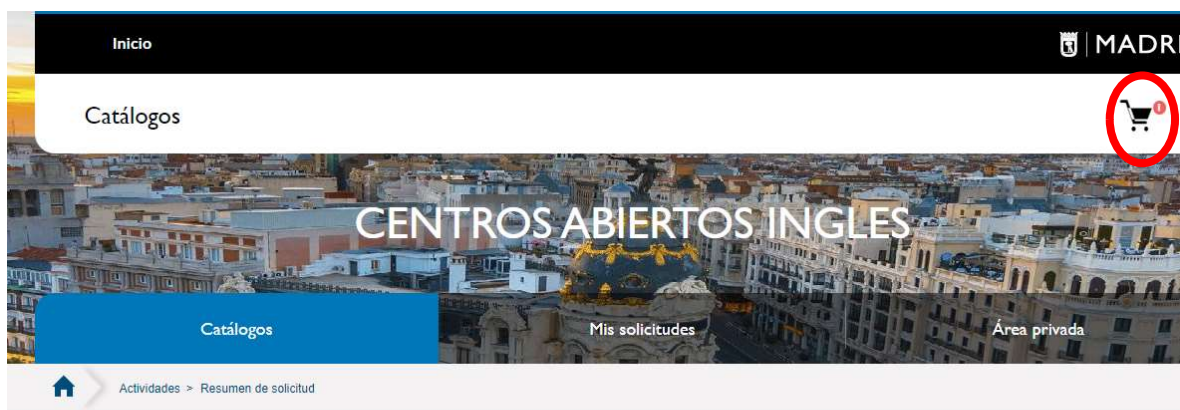 Inicio
MADRI
Catálogos
CENTROS ABIERTOS INGLES
Catálogos
Mis solicitudes
Área privada
Actividades > Resumen de solicitud